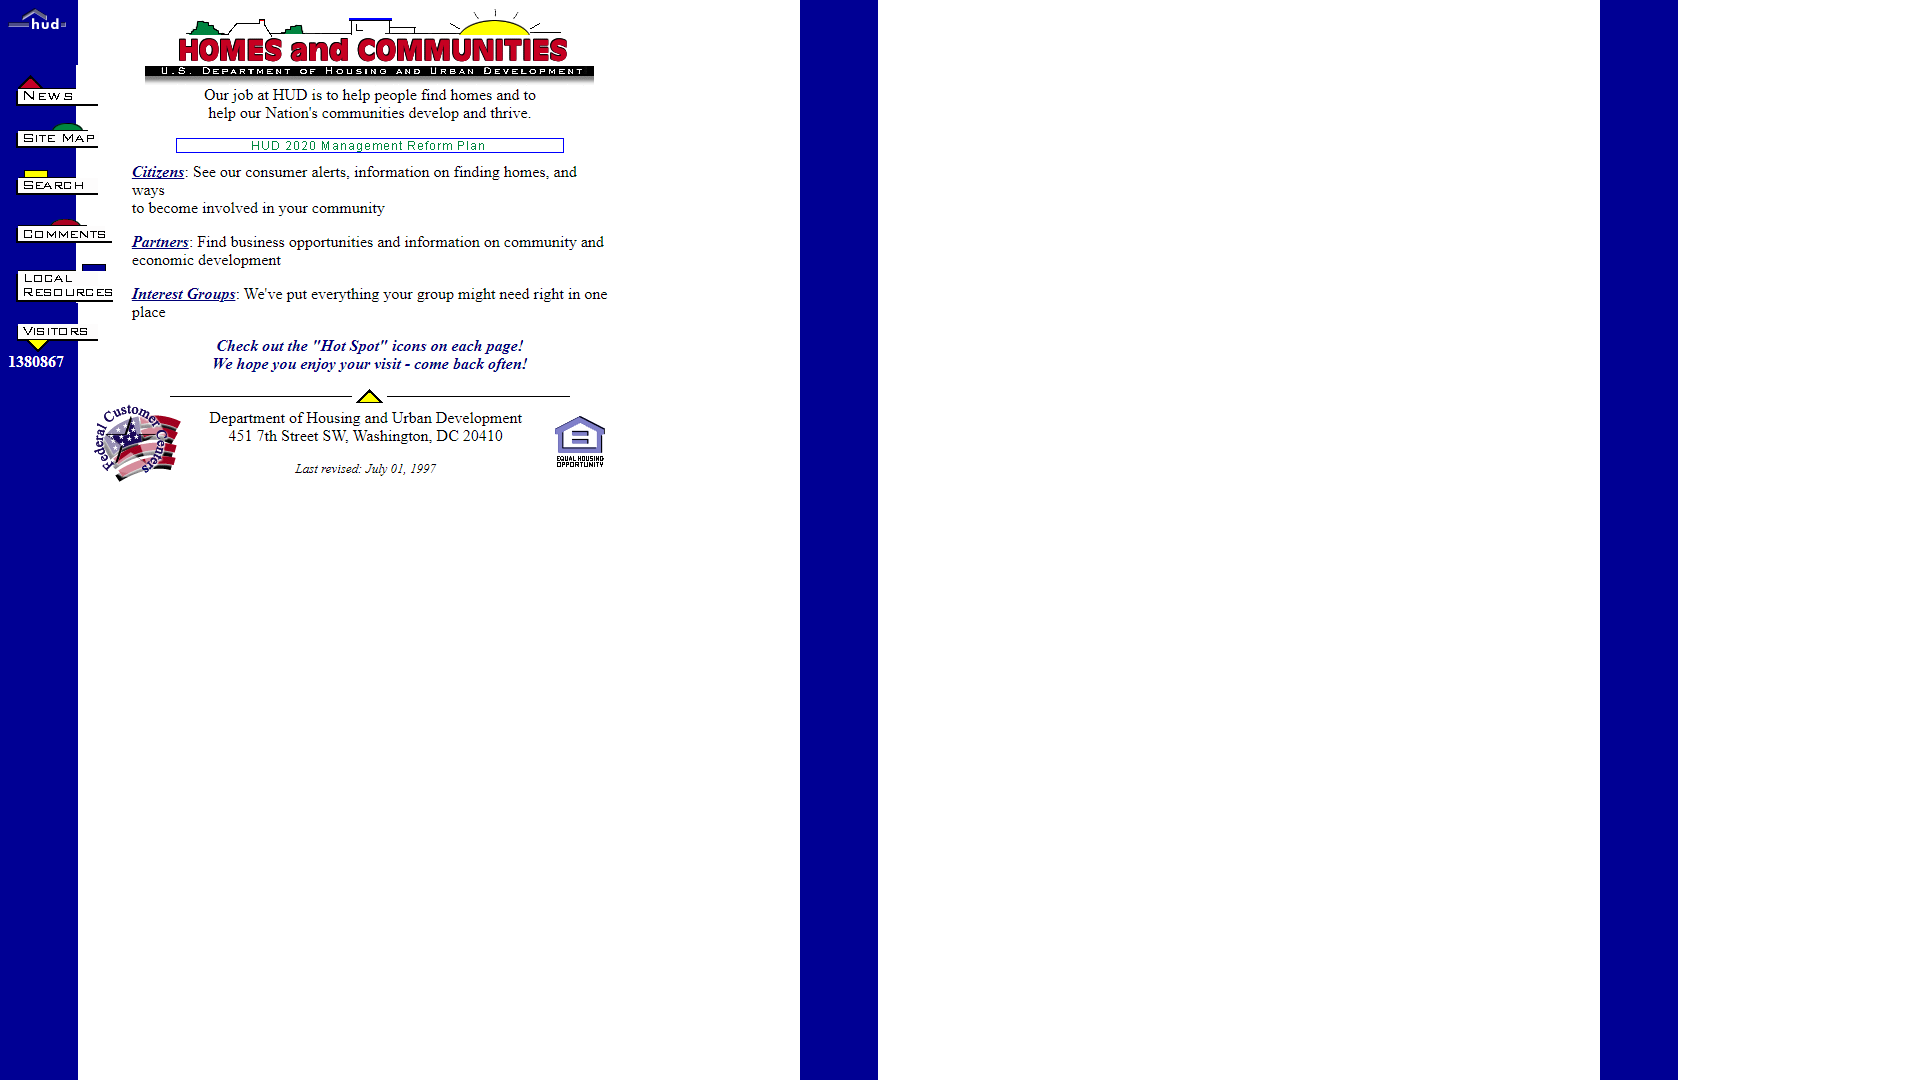 hud
HOMES and COMMUNITIES
U.S. DEPARTMENT OF HOUSING AND URBAN DEVELOPMENT
NEWS
SITE MAP
SEARCH
COMMENTS
LOCAL
RESOURCES
VISITORS
1380867
Our job at HUD is to help people find homes and to
help our Nation's communities develop and thrive.
HUD 2020 Management Reform Plan
Citizens: See our consumer alerts, information on finding homes, and
ways
to become involved in your community
Partners: Find business opportunities and information on community and
economic development
Interest Groups: We've put everything your group might need right in one
place
Check out the "Hot Spot" icons on each page!
We hope you enjoy your visit - come back often!
Federal Customer Centers
Department of Housing and Urban Development
451 7th Street SW, Washington, DC 20410
Last revised: July 01, 1997
EQUAL HOUSING
OPPORTUNITY